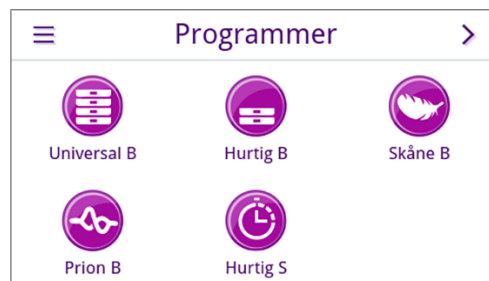 Programmer
Universal B
Hurtig B
Skåne B
Prion B
Hurtig S